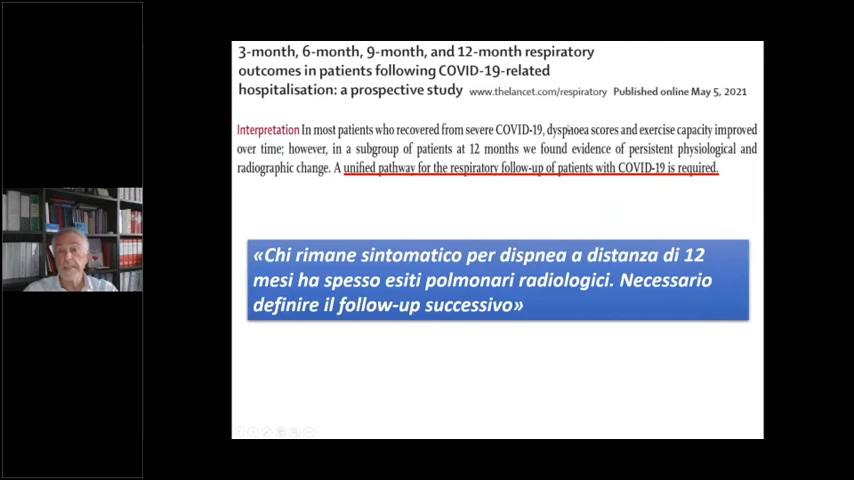 3-month, 6-month, 9-month, and 12-month respiratory
outcomes in patients following COVID-19-related
hospitalisation: a prospective study www.thelancet.com/respiratory Published online May 5, 2021
Interpretation In most patients who recovered from severe COVID-19, dyspnoea scores and exercise capacity improved
over time; however, in a subgroup of patients at 12 months we found evidence of persistent physiological and
radiographic change. A unified pathway for the respiratory follow-up of patients with COVID-19 is required.
«Chi rimane sintomatico per dispnea a distanza di 12
mesi ha spesso esiti polmonari radiologici. Necessario
definire il follow-up successivo»